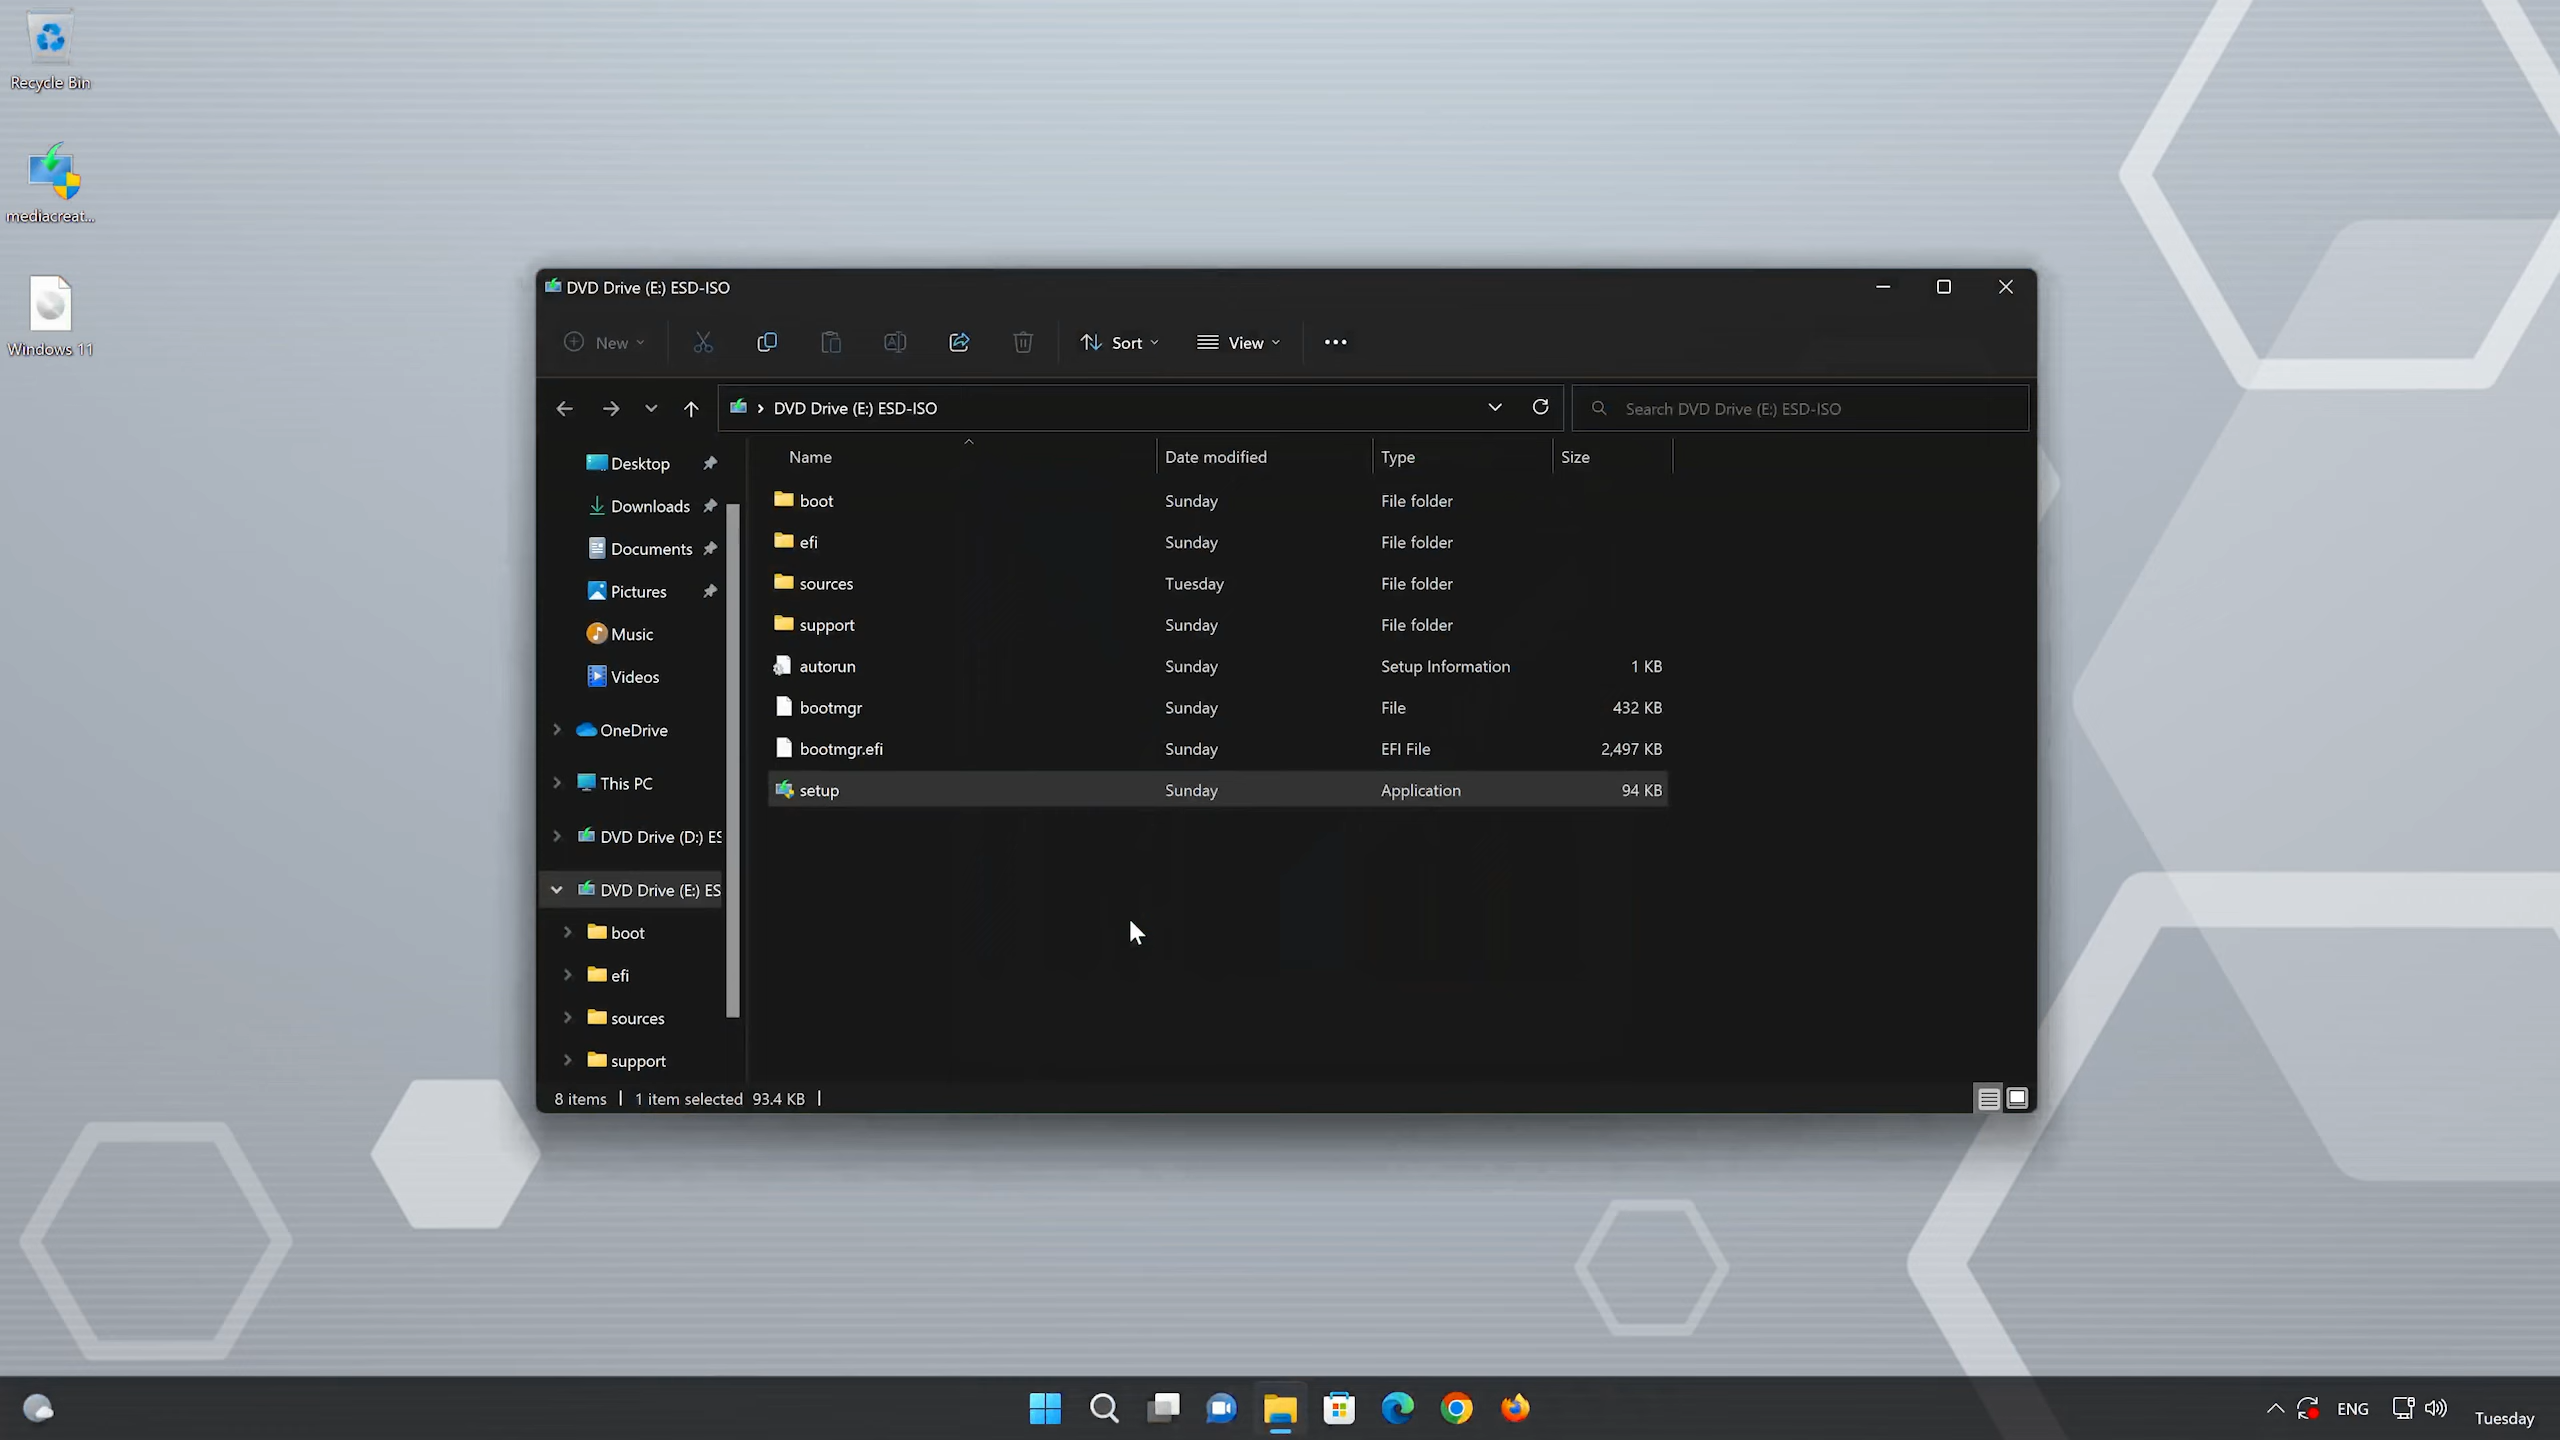 Recycle Bin
mediacreat...
Windows 11
DVD Drive (E:) ESD-ISO
New
Sort
View
DVD Drive (E:) ESD-ISO
Search DVD Drive (E:) ESD-ISO
Desktop
Downloads
Documents
Pictures
Music
Videos
OneDrive
This PC
DVD Drive (D:) ES
DVD Drive (E:) ES
boot
efi
sources
support
Name Date modified Type Size
boot Sunday File folder
efi Sunday File folder
sources Tuesday File folder
support Sunday File folder
autorun Sunday Setup Information 1 KB
bootmgr Sunday File 432 KB
bootmgr.efi Sunday EFI File 2,497 KB
setup Sunday Application 94 KB
8 items 1 item selected 93.4 KB
ENG
Tuesday